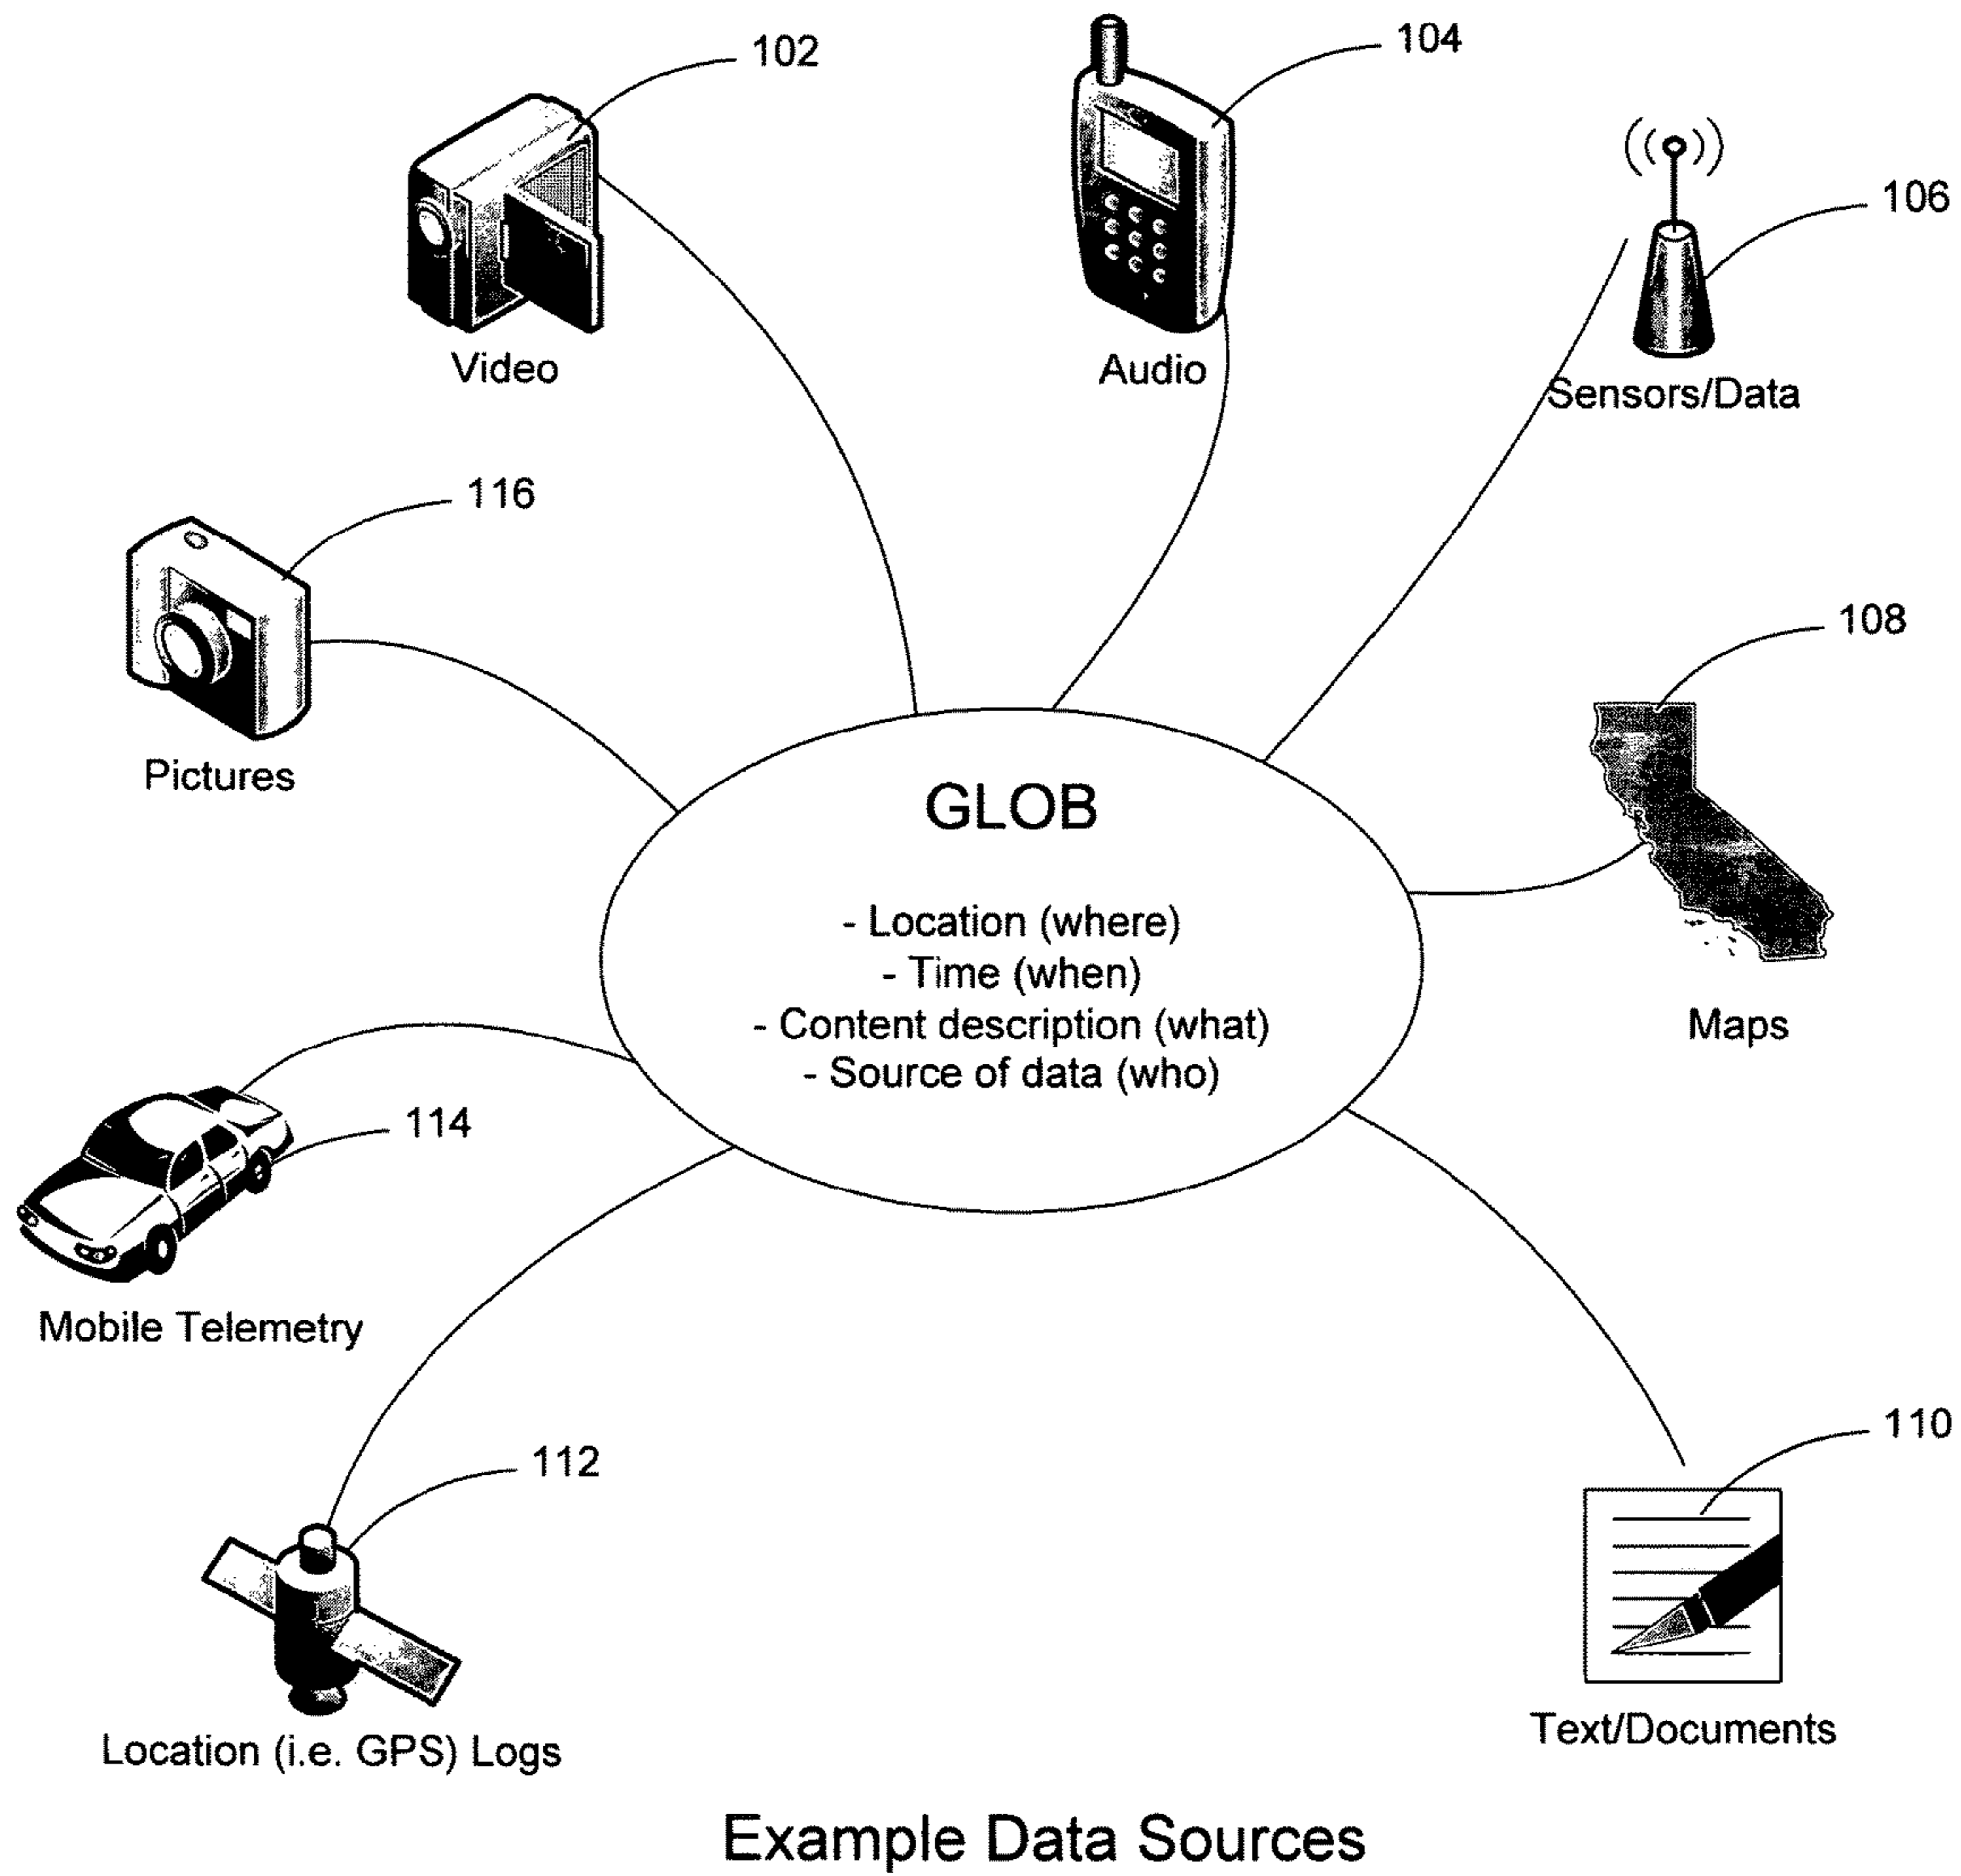 102
104
106
Video
Audio
Sensors/Data
116
108
Pictures
GLOB
- Location (where)
- Time (when)
- Content description (what)
- Source of data (who)
Maps
114
Mobile Telemetry
112
110
Location (i.e. GPS) Logs
Text/Documents
Example Data Sources